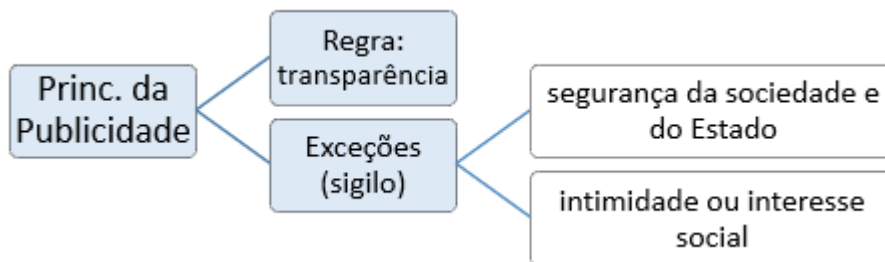 Princ. da
Publicidade
Regra:
transparência
Exceções
(sigilo)
segurança da sociedade e
do Estado
intimidade ou interesse
social